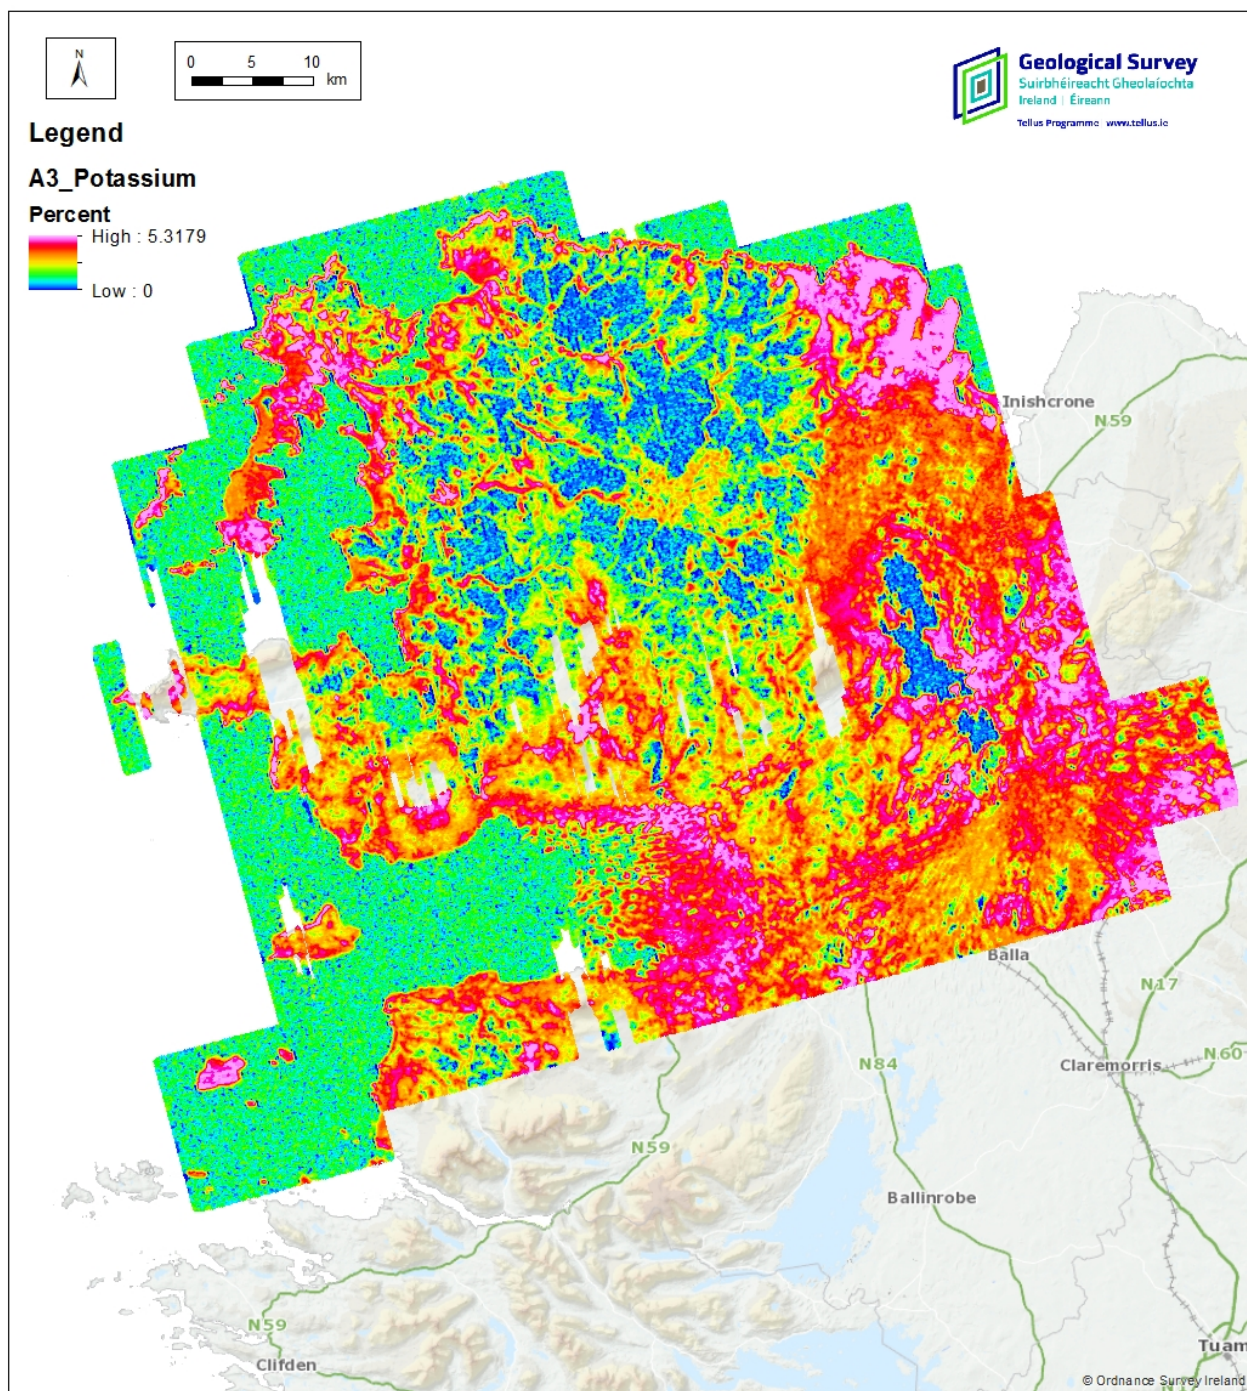 N
0 5 10
km
Geological Survey
Suirbhéireacht Gheolaíochta
Ireland | Éireann
Tellus Programme www.tellus.ie
Legend
A3_Potassium
Percent
High : 5.3179
Low : 0
Inishcrone
N59
Balla
N17
N84
Claremorris
N60
N59
Ballinrobe
N59
Clifden
Tuam
© Ordnance Survey Ireland